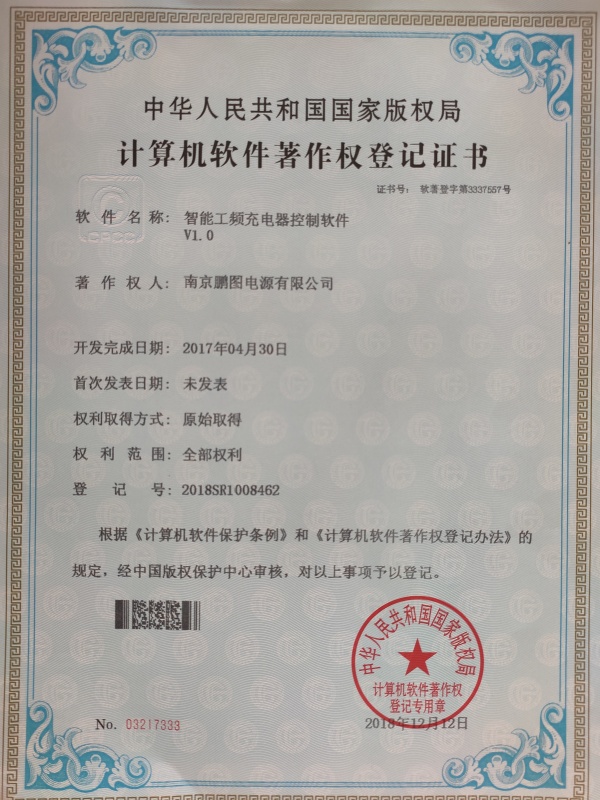 中华人民共和国国家版权局
计算机软件著作权登记证书
证书号： 软著登字第3337557号
软件名称： 智能工频充电器控制软件
V1.0
著作权人： 南京鹏图电源有限公司
开发完成日期： 2017年04月30日
首次发表日期： 未发表
权利取得方式： 原始取得
权利范围： 全部权利
登记号： 2018SR1008462
根据《计算机软件保护条例》和《计算机软件著作权登记办法》的
规定，经中国版权保护中心审核，对以上事项予以登记。
中华人民共和国国家版权局
计算机软件著作权
登记专用章
No. 03217333
2018年12月12日
CPCC